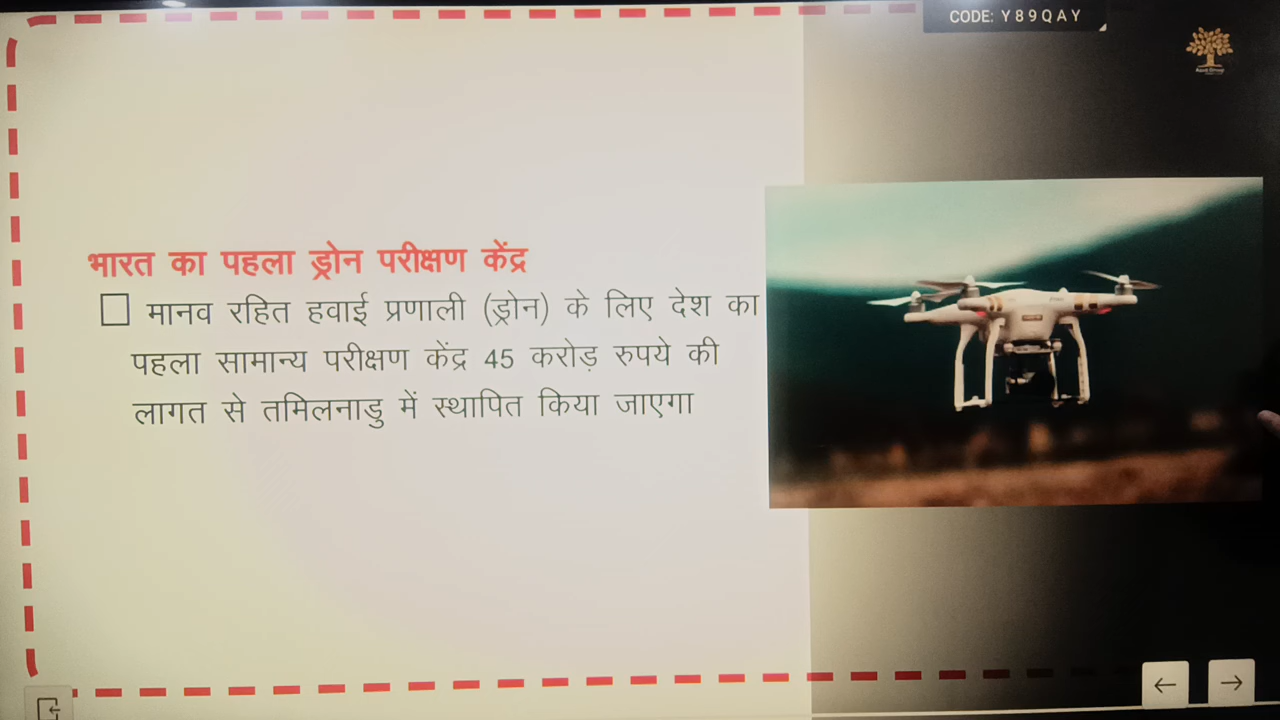 CODE: Y89QAY
भारत का पहला ड्रोन परीक्षण केंद्र
मानव रहित हवाई प्रणाली (ड्रोन) के लिए देश का
पहला सामान्य परीक्षण केंद्र 45 करोड़ रुपये की
लागत से तमिलनाडु में स्थापित किया जाएगा